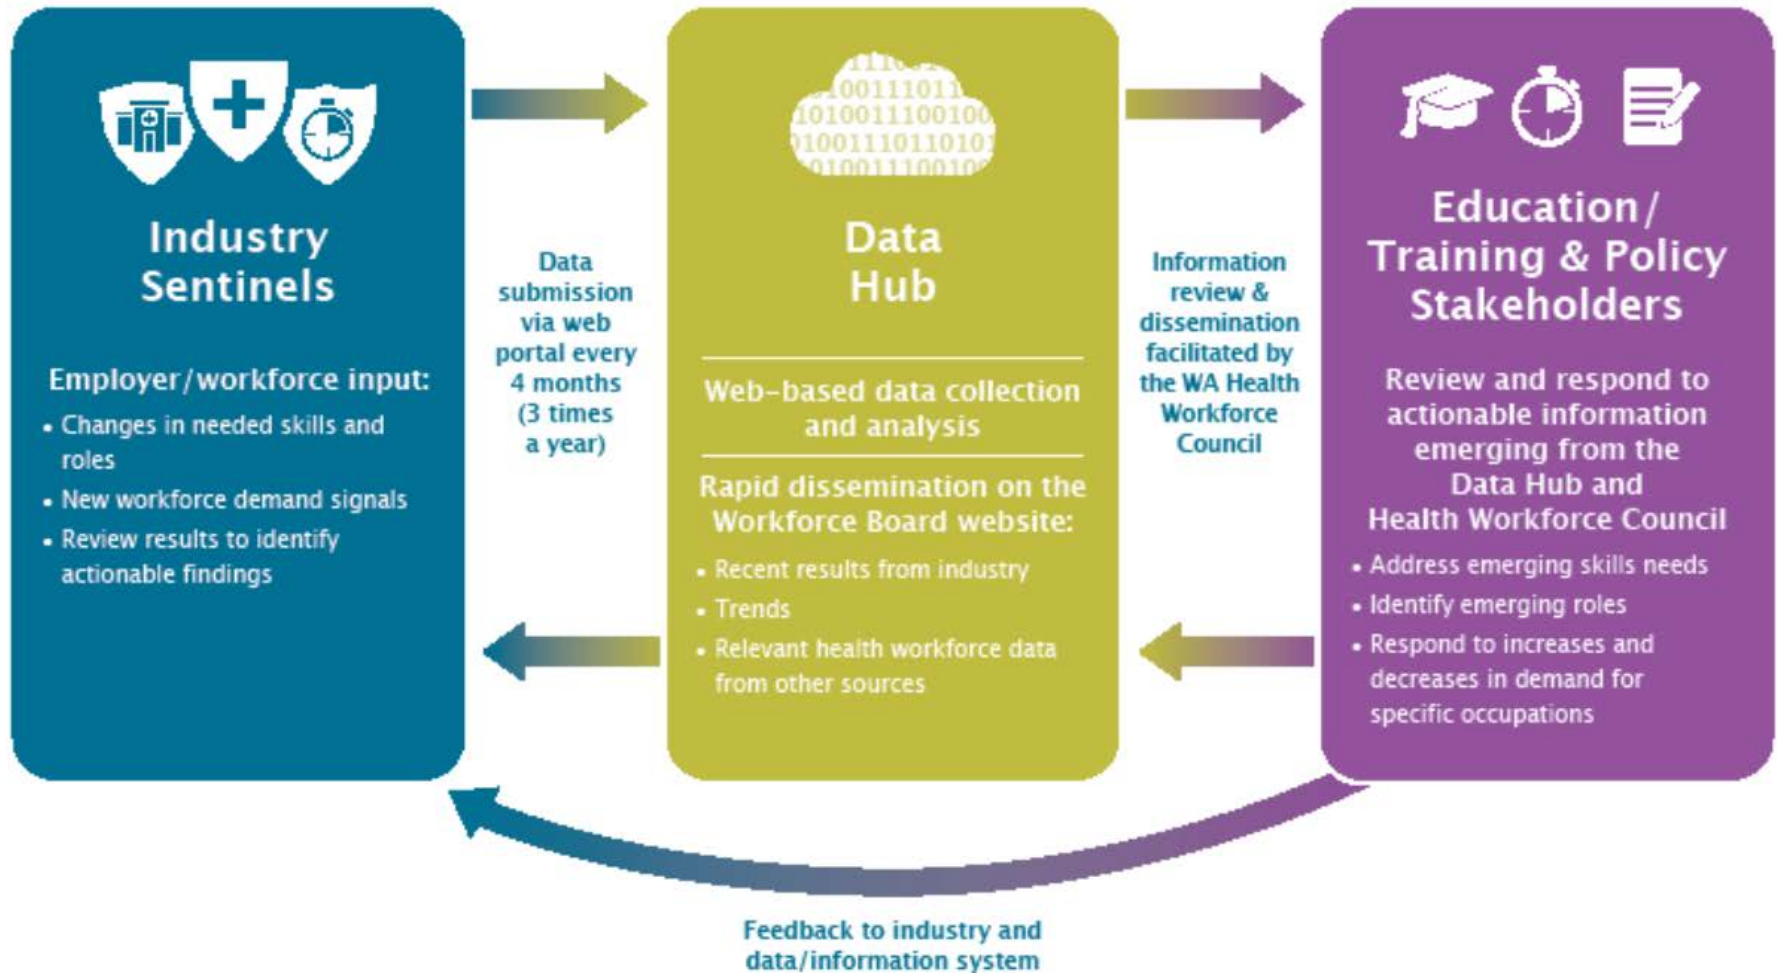 Industry
Sentinels
Employer/workforce input:
• Changes in needed skills and
roles
• New workforce demand signals
• Review results to identify
actionable findings
Data
submission
via web
portal every
4 months
(3 times
a year)
10011101
1010011100100
0100111011010
010011100100
Data
Hub
Web-based data collection
and analysis
Rapid dissemination on the
Workforce Board website:
• Recent results from industry
• Trends
• Relevant health workforce data
from other sources
Information
review &
dissemination
facilitated by
the WA Health
Workforce
Council
Education/
Training & Policy
Stakeholders
Review and respond to
actionable information
emerging from the
Data Hub and
Health Workforce Council
• Address emerging skills needs
• Identify emerging roles
• Respond to increases and
decreases in demand for
specific occupations
Feedback to industry and
data/information system